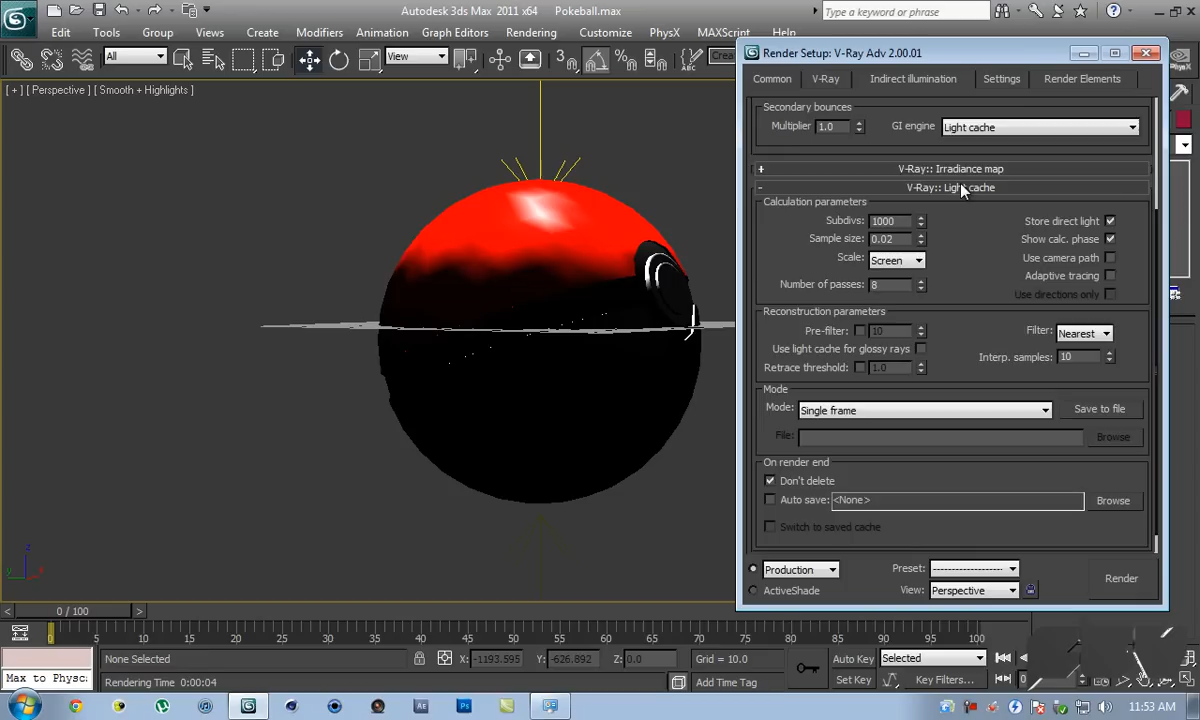 Autodesk 3ds Max 2011 x64 Pokeball.max
Type a keyword or phrase
Edit Tools Group Views Create Modifiers Animation Graph Editors Rendering Customize PhysX MAXScript Help
All View 3
[ + ] [ Perspective ] [ Smooth + Highlights ]
Render Setup: V-Ray Adv 2.00.01
Common V-Ray Indirect illumination Settings Render Elements
Secondary bounces
Multiplier 1.0 GI engine Light cache
+ V-Ray:: Irradiance map
- V-Ray:: Light cache
Calculation parameters
Subdivs: 1000 Store direct light
Sample size: 0.02 Show calc. phase
Scale: Screen Use camera path
Adaptive tracing
Number of passes: 8 Use directions only
Reconstruction parameters
Pre-filter: 10 Filter: Nearest
Use light cache for glossy rays Interp. samples: 10
Retrace threshold: 1.0
Mode
Mode: Single frame Save to file
File: Browse
On render end
Don't delete
Auto save: <None> Browse
Switch to saved cache
Production Preset: --------------------
ActiveShade View: Perspective Render
z
y x
< 0 / 100 >
0 5 10 15 20 25 30 35 40 45 50 55 60 65 70 75 80 85 90 95 100
None Selected X: -1193.595 Y: -626.892 Z: 0.0 Grid = 10.0 Auto Key Selected
Max to Physc Rendering Time 0:00:04 Add Time Tag Set Key Key Filters...
11:53 AM